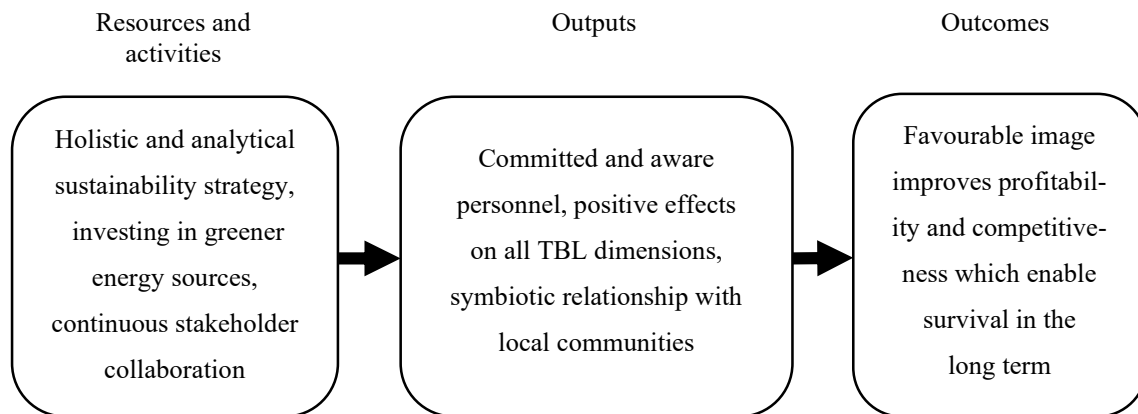 Resources and
activities
Outputs
Outcomes
Holistic and analytical
sustainability strategy,
investing in greener
energy sources,
continuous stakeholder
collaboration
Committed and aware
personnel, positive effects
on all TBL dimensions,
symbiotic relationship with
local communities
Favourable image
improves profitabil-
ity and competitive-
ness which enable
survival in the
long term